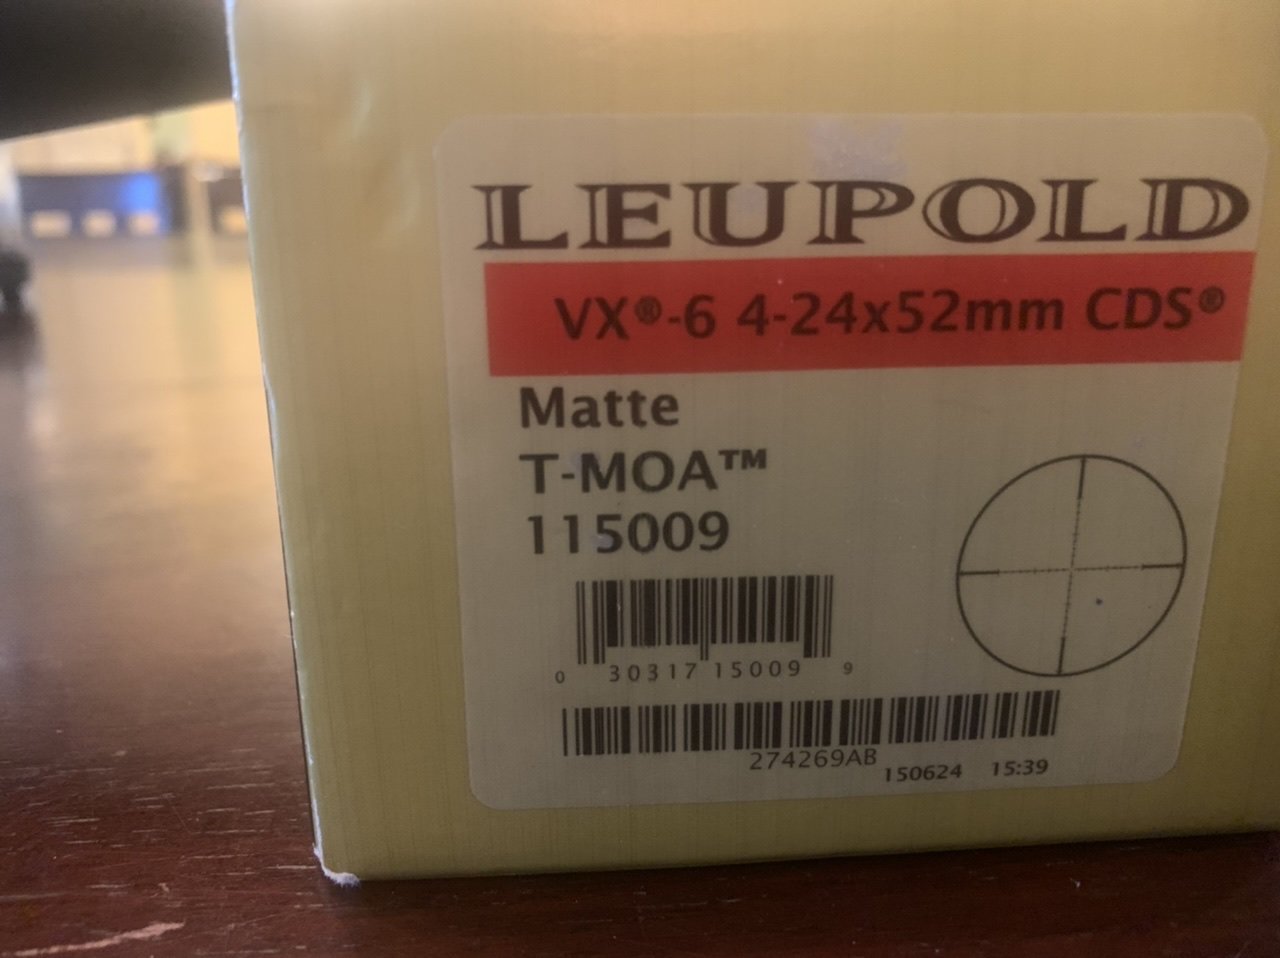 LEUPOLD
VX®-6 4-24x52mm CDS®
Matte
T-MOA™
115009
0 30317 15009 9
274269AB
150624 15:39